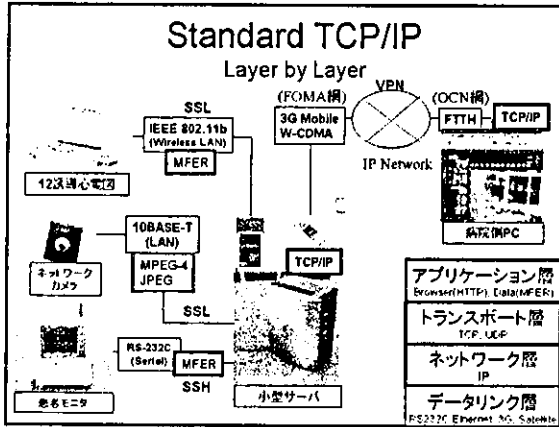 Standard TCP/IP
Layer by Layer
VPN
(FOMA網)
(OCN網)
SSL
IEEE 802.11b
(Wireless LAN)
MFER
3G Mobile
W-CDMA
FTTH
TCP/IP
IP Network
12誘導心電図
病院側PC
10BASE-T
(LAN)
MPEG-4
JPEG
TCP/IP
ネットワーク
カメラ
SSL
RS-232C
(Serial)
MFER
SSH
患者モニタ
小型サーバ
アプリケーション層
Browser(HTTP), Data(MFER)
トランスポート層
TCP, UDP
ネットワーク層
IP
データリンク層
RS232C, Ethernet, 3G, Satellite